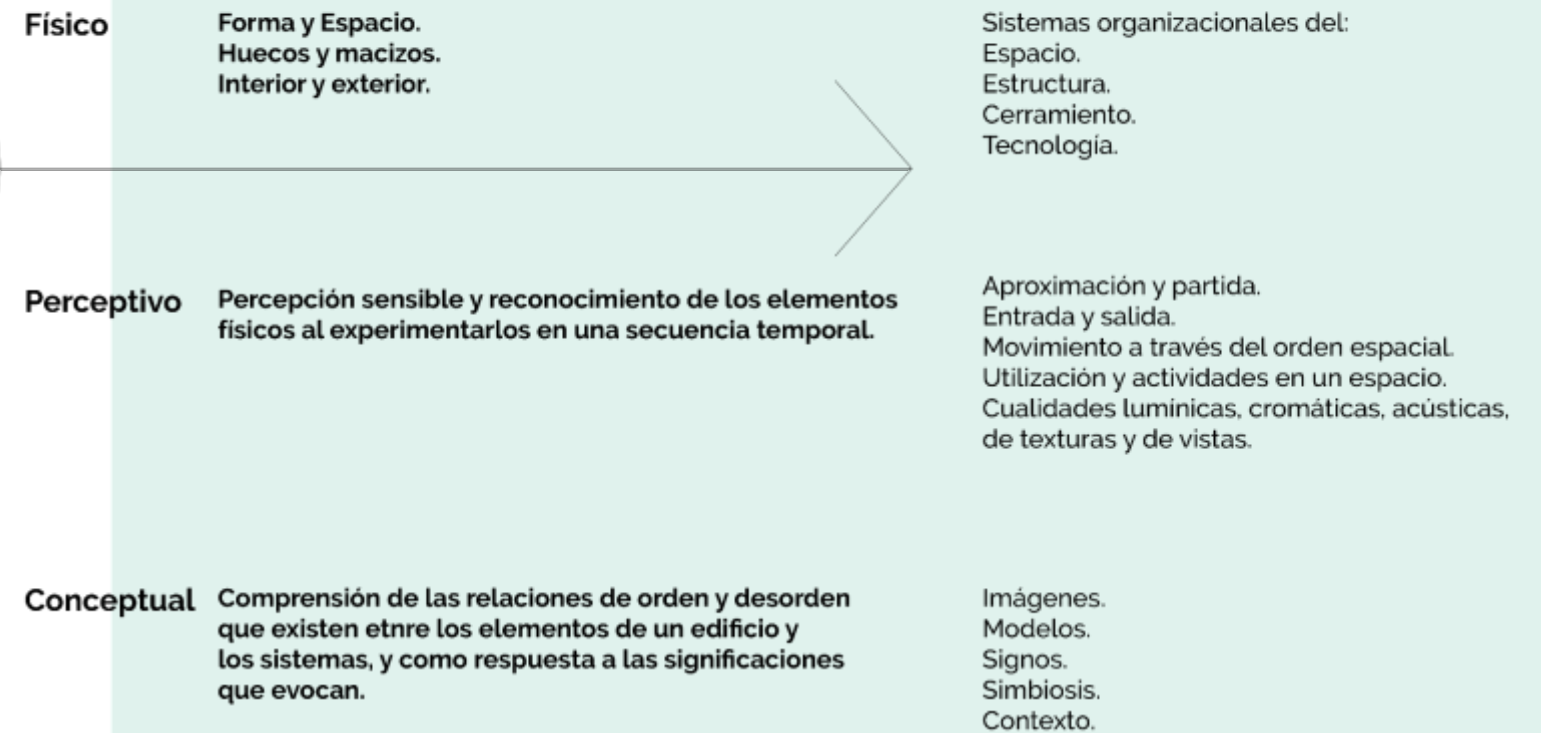 Físico
Forma y Espacio.
Huecos y macizos.
Interior y exterior.
Sistemas organizacionales del:
Espacio.
Estructura.
Cerramiento.
Tecnología.
Perceptivo
Percepción sensible y reconocimiento de los elementos
físicos al experimentarlos en una secuencia temporal.
Aproximación y partida.
Entrada y salida.
Movimiento a través del orden espacial.
Utilización y actividades en un espacio.
Cualidades lumínicas, cromáticas, acústicas,
de texturas y de vistas.
Conceptual
Comprensión de las relaciones de orden y desorden
que existen etnre los elementos de un edificio y
los sistemas, y como respuesta a las significaciones
que evocan.
Imágenes.
Modelos.
Signos.
Simbiosis.
Contexto.